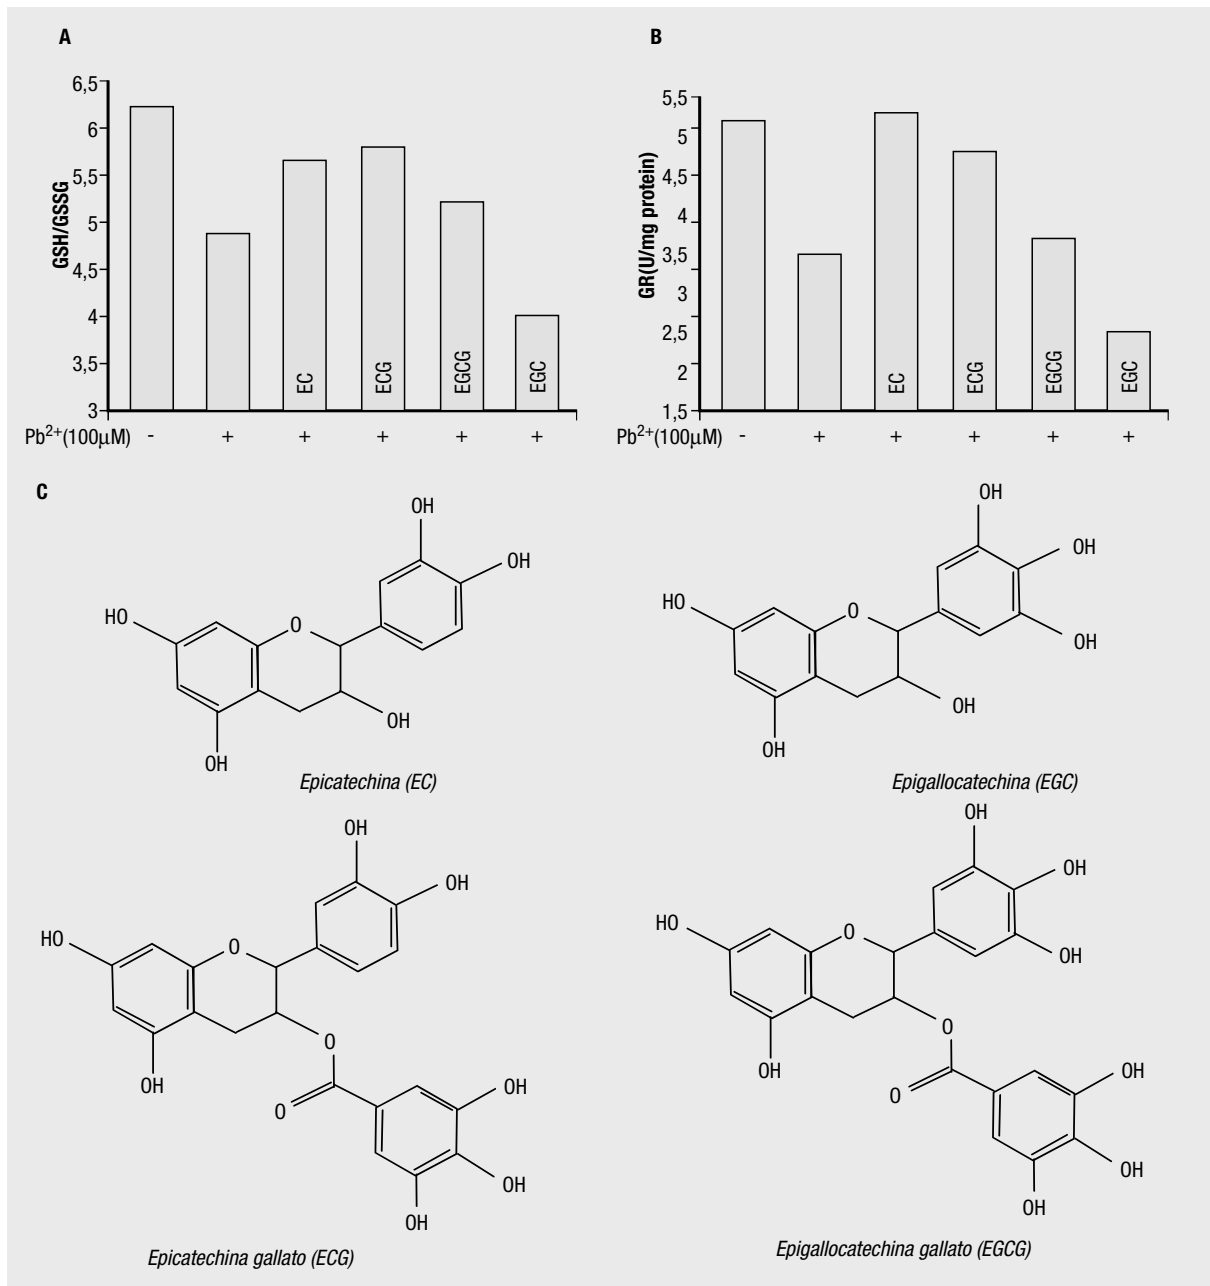 A
GSH/GSSG
6,5
6
5,5
5
4,5
4
3,5
3
EC
ECG
EGCG
EGC
Pb2+(100μM) - + + + + +
B
GR(U/mg protein)
5,5
5
4,5
4
3,5
3
2,5
2
1,5
EC
ECG
EGCG
EGC
Pb2+(100μM) - + + + + +
C
OH
OH
HO
O
OH
OH
Epicatechina (EC)
OH
OH
HO
O
OH
OH
OH
Epigallocatechina (EGC)
OH
OH
HO
O
O
OH
O
OH
OH
OH
Epicatechina gallato (ECG)
OH
OH
HO
O
OH
O
OH
O
OH
OH
OH
Epigallocatechina gallato (EGCG)